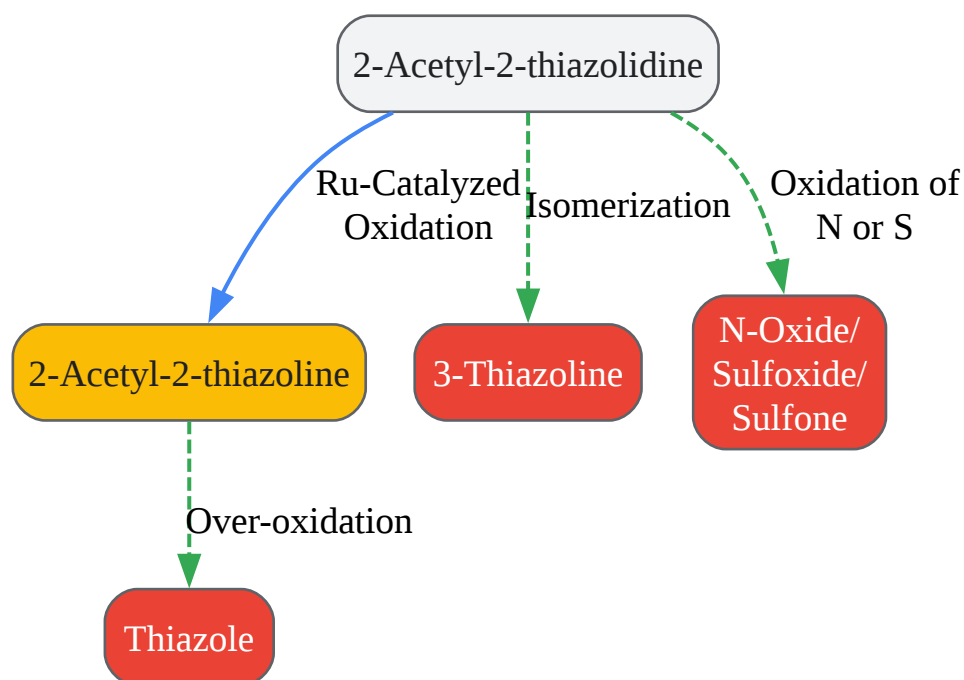 2-Acetyl-2-thiazolidine
Ru-Catalyzed
Oxidation
Isomerization
Oxidation of
N or S
2-Acetyl-2-thiazoline
3-Thiazoline
N-Oxide/
Sulfoxide/
Sulfone
Over-oxidation
Thiazole